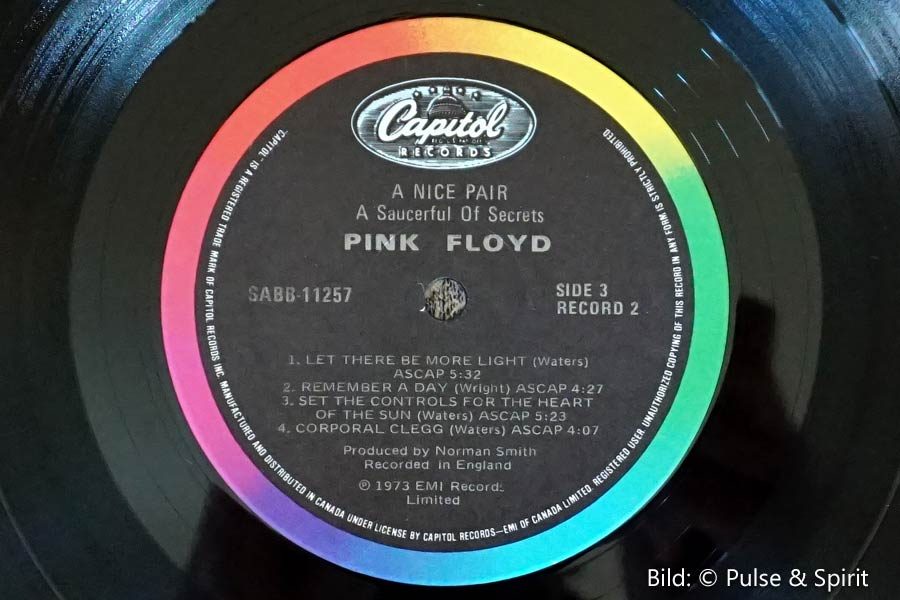 Capitol
RECORDS
A NICE PAIR
A Saucerful Of Secrets
PINK FLOYD
SABB-11257
SIDE 3
RECORD 2
1. LET THERE BE MORE LIGHT (Waters)
ASCAP 5:32
2. REMEMBER A DAY (Wright) ASCAP 4:27
3. SET THE CONTROLS FOR THE HEART
OF THE SUN (Waters) ASCAP 5:23
4. CORPORAL CLEGG (Waters) ASCAP 4:07
Produced by Norman Smith
Recorded in England
℗ 1973 EMI Records
Limited
"CAPITOL" IS A REGISTERED TRADE MARK OF CAPITOL RECORDS INC. MANUFACTURED AND DISTRIBUTED IN CANADA UNDER LICENSE BY CAPITOL RECORDS—EMI OF CANADA LIMITED. REGISTERED USER. UNAUTHORIZED COPYING OF THIS RECORD IN ANY FORM IS STRICTLY PROHIBITED
Bild: © Pulse & Spirit